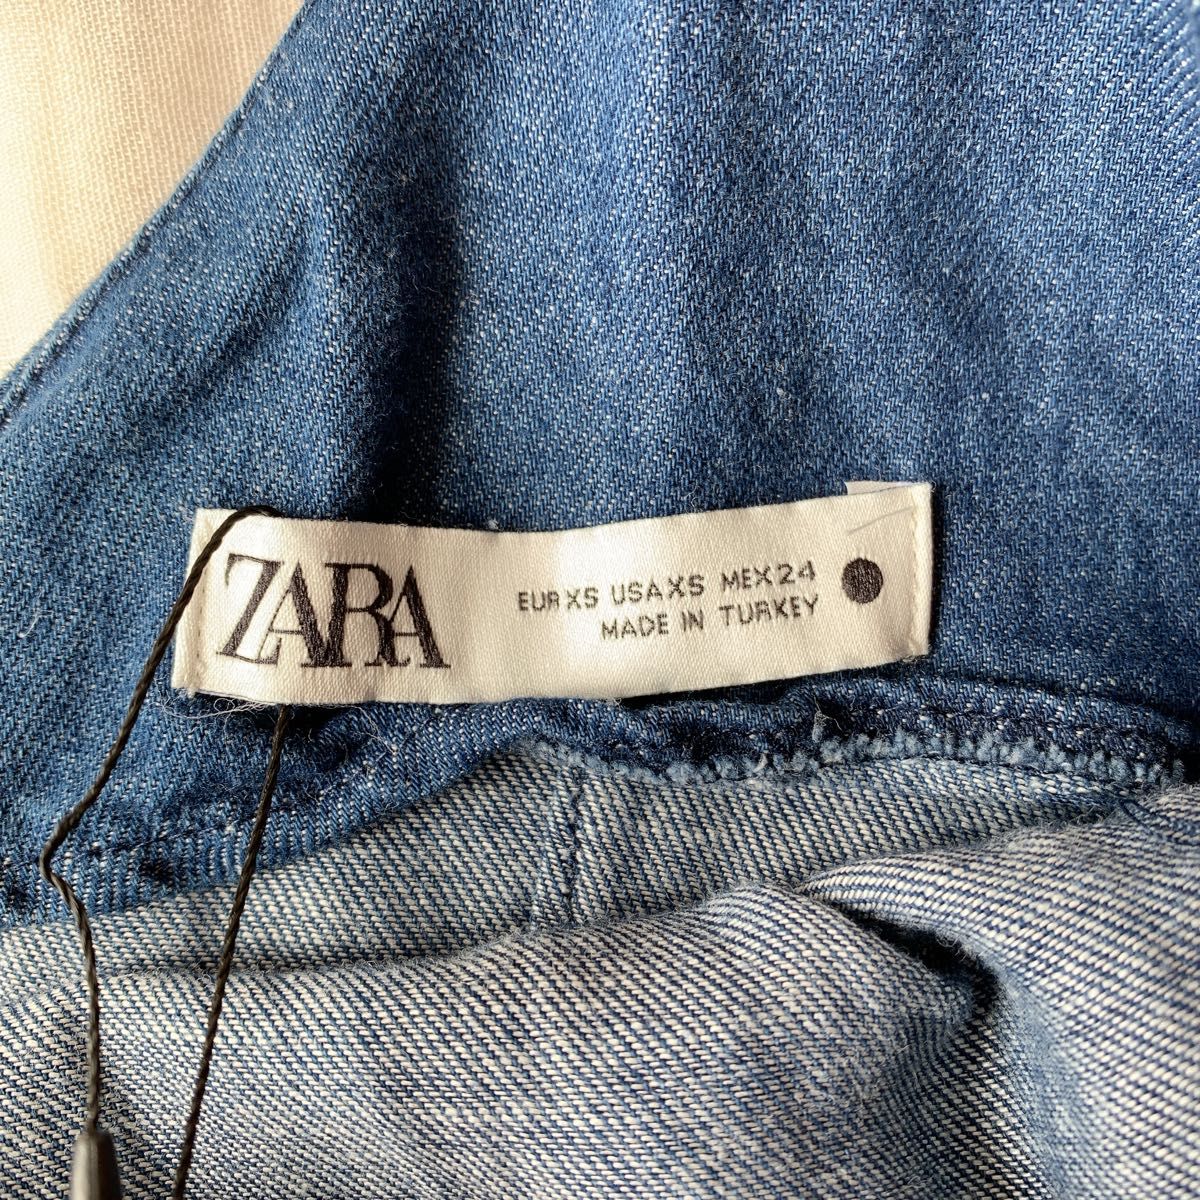 ZARA
EUR XS USA XS MEX 24
MADE IN TURKEY